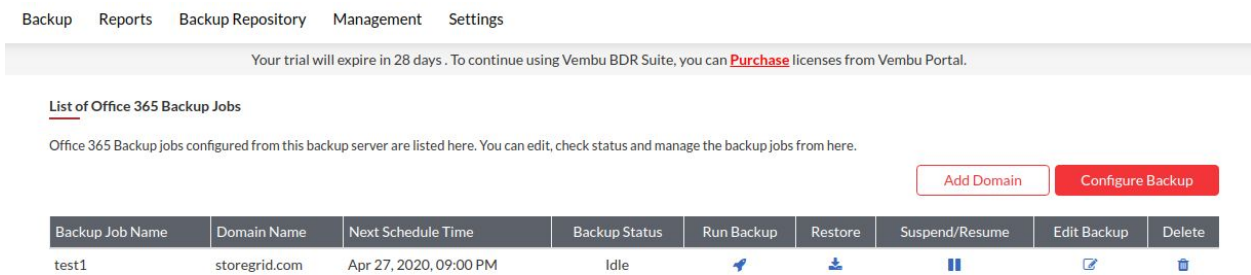 Backup Reports Backup Repository Management Settings
Your trial will expire in 28 days . To continue using Vembu BDR Suite, you can Purchase licenses from Vembu Portal.
List of Office 365 Backup Jobs
Office 365 Backup jobs configured from this backup server are listed here. You can edit, check status and manage the backup jobs from here.
Add Domain Configure Backup
Backup Job Name Domain Name Next Schedule Time Backup Status Run Backup Restore Suspend/Resume Edit Backup Delete
test1 storegrid.com Apr 27, 2020, 09:00 PM Idle